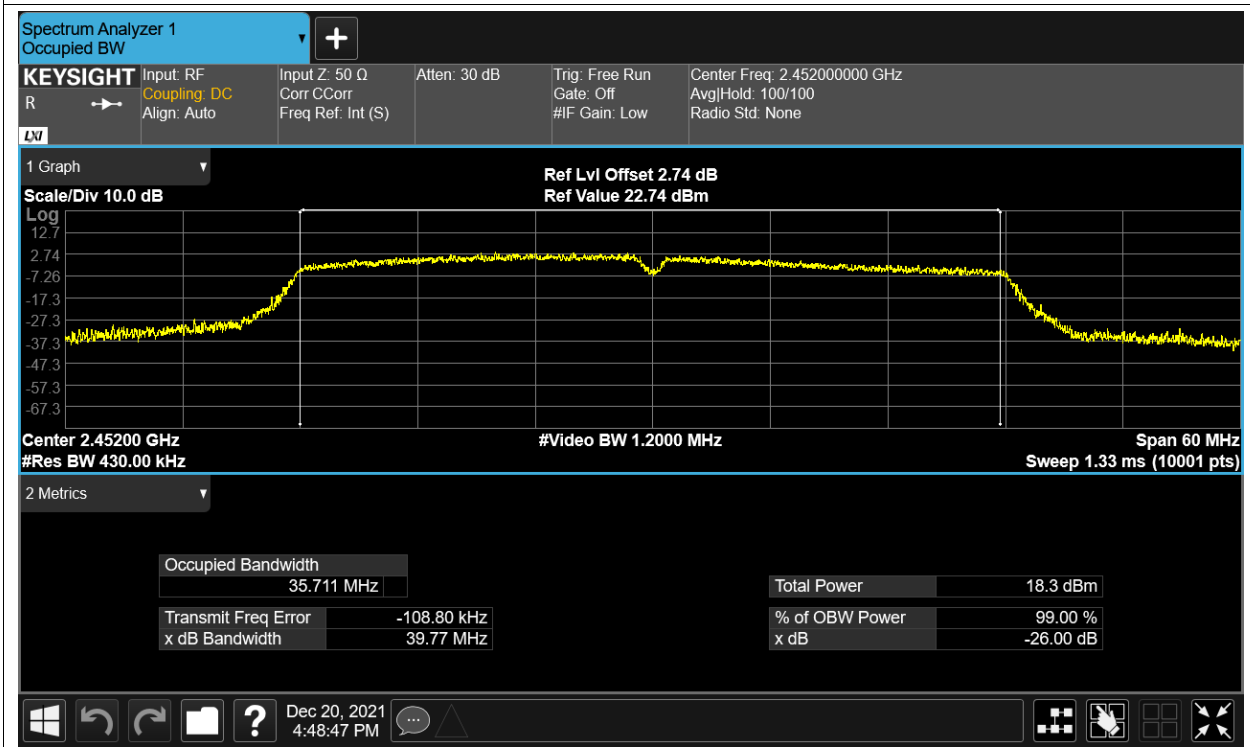 Spectrum Analyzer 1
Occupied BW
KEYSIGHT
R
LXI
Input: RF
Coupling: DC
Align: Auto
Input Z: 50 Ω
Corr CCorr
Freq Ref: Int (S)
Atten: 30 dB
Trig: Free Run
Gate: Off
#IF Gain: Low
Center Freq: 2.452000000 GHz
Avg|Hold: 100/100
Radio Std: None
1 Graph
Scale/Div 10.0 dB
Ref Lvl Offset 2.74 dB
Ref Value 22.74 dBm
Log
12.7
2.74
-7.26
-17.3
-27.3
-37.3
-47.3
-57.3
-67.3
Center 2.45200 GHz
#Video BW 1.2000 MHz
Span 60 MHz
#Res BW 430.00 kHz
Sweep 1.33 ms (10001 pts)
2 Metrics
Occupied Bandwidth
35.711 MHz
Total Power 18.3 dBm
Transmit Freq Error -108.80 kHz
% of OBW Power 99.00 %
x dB Bandwidth 39.77 MHz
x dB -26.00 dB
?
Dec 20, 2021
4:48:47 PM